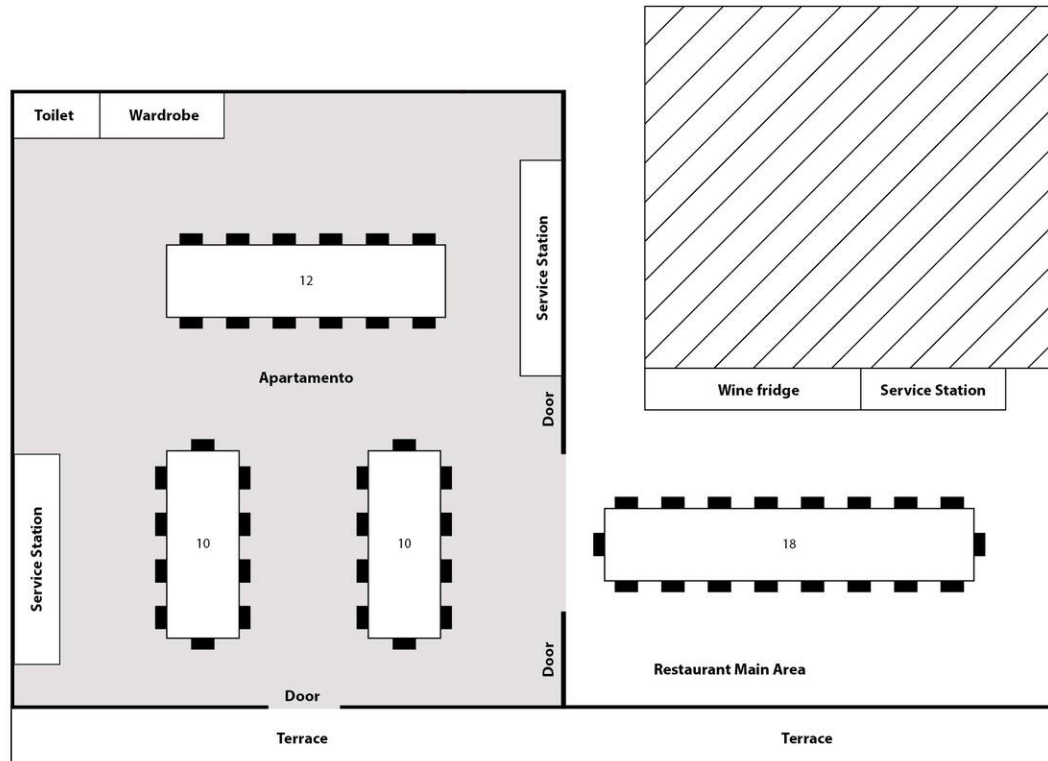 Toilet
Wardrobe
Service Station
12
Apartamento
Door
Wine fridge
Service Station
Service Station
10
10
18
Door
Restaurant Main Area
Door
Terrace
Terrace